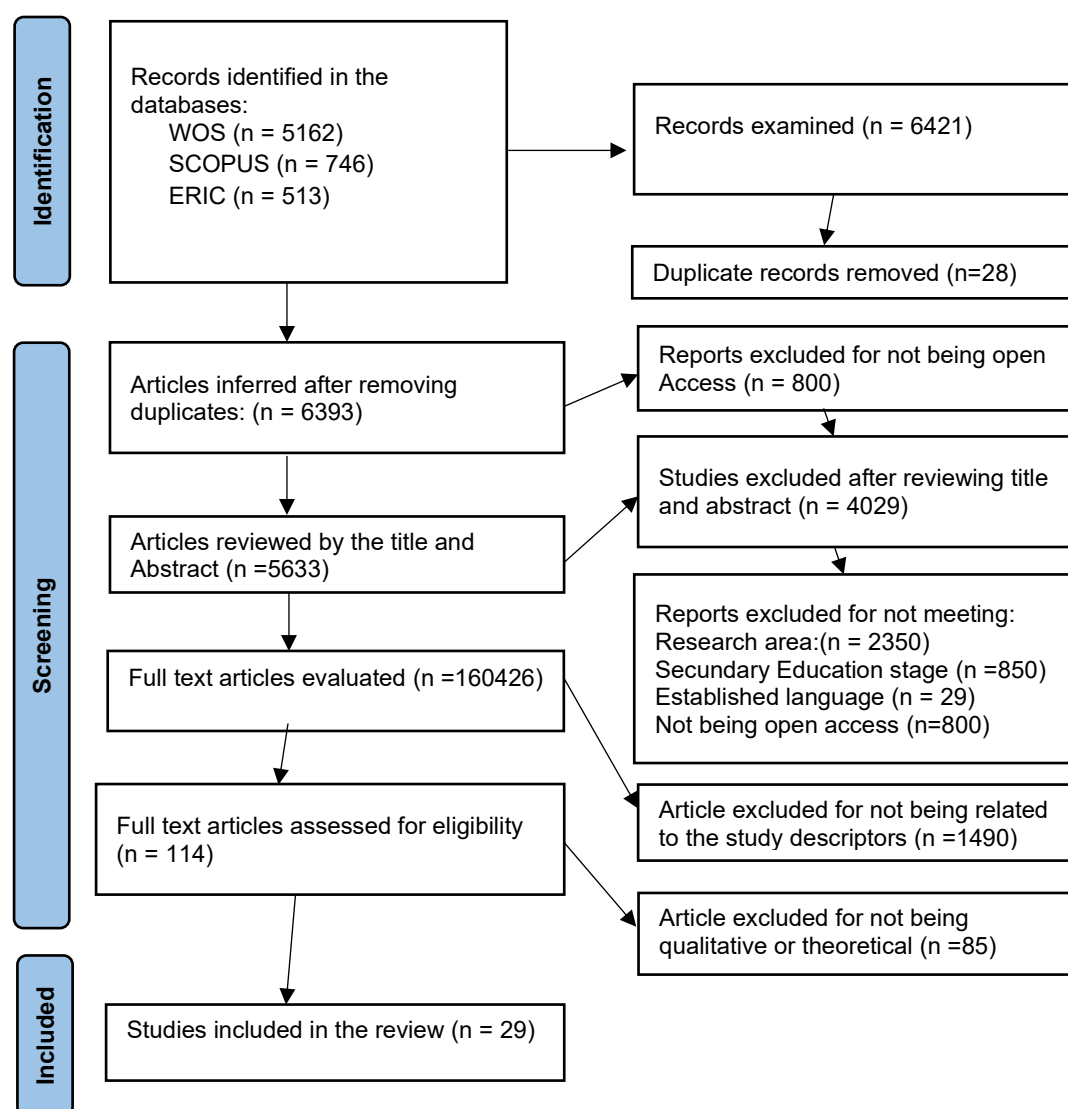 Identification
Records identified in the
databases:
WOS (n = 5162)
SCOPUS (n = 746)
ERIC (n = 513)
Records examined (n = 6421)
Duplicate records removed (n=28)
Screening
Articles inferred after removing
duplicates: (n = 6393)
Reports excluded for not being open
Access (n = 800)
Articles reviewed by the title and
Abstract (n =5633)
Studies excluded after reviewing title
and abstract (n = 4029)
Full text articles evaluated (n =160426)
Reports excluded for not meeting:
Research area:(n = 2350)
Secundary Education stage (n =850)
Established language (n = 29)
Not being open access (n=800)
Full text articles assessed for eligibility
(n = 114)
Article excluded for not being related
to the study descriptors (n =1490)
Article excluded for not being
qualitative or theoretical (n =85)
Included
Studies included in the review (n = 29)